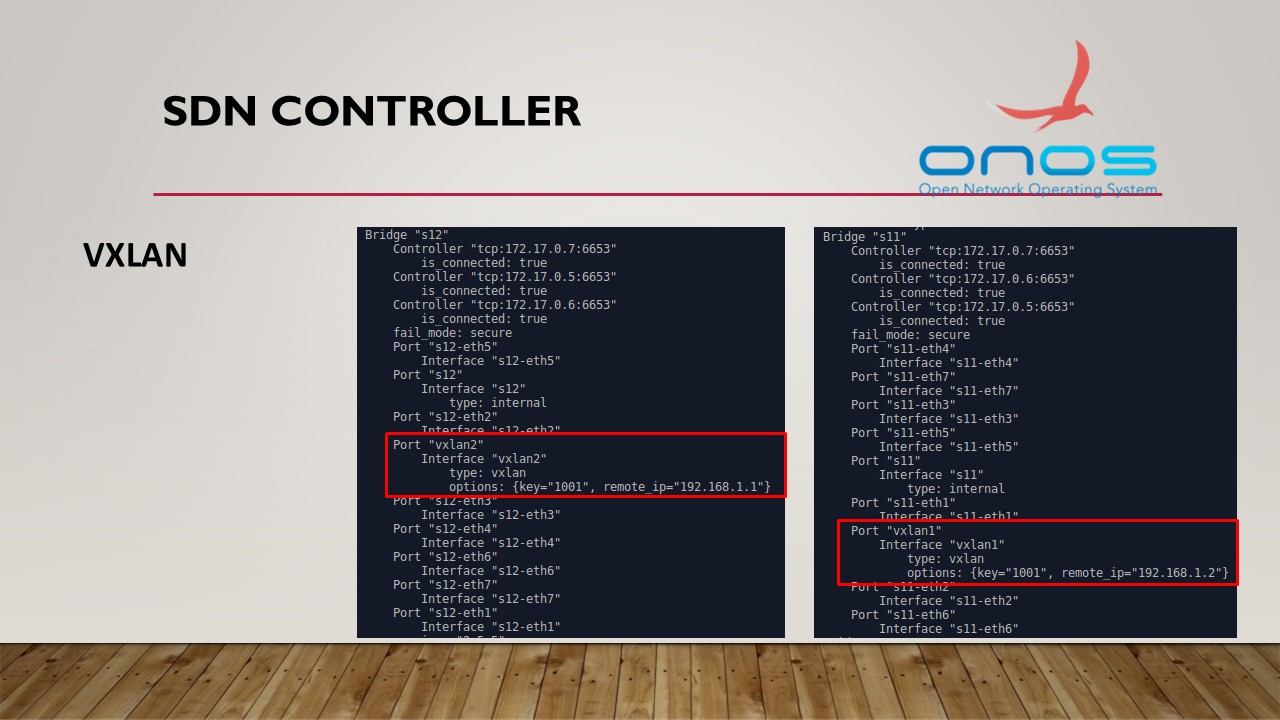 SDN CONTROLLER
onos
Open Network Operating System
VXLAN
Bridge "s12"
Controller "tcp:172.17.0.7:6653"
is_connected: true
Controller "tcp:172.17.0.5:6653"
is_connected: true
Controller "tcp:172.17.0.6:6653"
is_connected: true
fail_mode: secure
Port "s12-eth5"
Interface "s12-eth5"
Port "s12"
Interface "s12"
type: internal
Port "s12-eth2"
Interface "s12-eth2"
Port "vxlan2"
Interface "vxlan2"
type: vxlan
options: {key="1001", remote_ip="192.168.1.1"}
Port "s12-eth3"
Interface "s12-eth3"
Port "s12-eth4"
Interface "s12-eth4"
Port "s12-eth6"
Interface "s12-eth6"
Port "s12-eth7"
Interface "s12-eth7"
Port "s12-eth1"
Interface "s12-eth1"
Bridge "s11"
Controller "tcp:172.17.0.7:6653"
is_connected: true
Controller "tcp:172.17.0.6:6653"
is_connected: true
Controller "tcp:172.17.0.5:6653"
is_connected: true
fail_mode: secure
Port "s11-eth4"
Interface "s11-eth4"
Port "s11-eth7"
Interface "s11-eth7"
Port "s11-eth3"
Interface "s11-eth3"
Port "s11-eth5"
Interface "s11-eth5"
Port "s11"
Interface "s11"
type: internal
Port "s11-eth1"
Interface "s11-eth1"
Port "vxlan1"
Interface "vxlan1"
type: vxlan
options: {key="1001", remote_ip="192.168.1.2"}
Port "s11-eth2"
Interface "s11-eth2"
Port "s11-eth6"
Interface "s11-eth6"